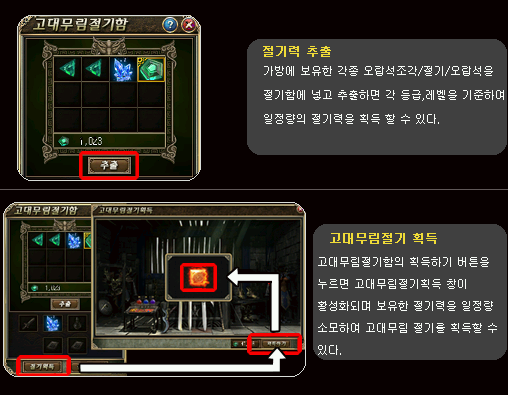 고대무림절기함
1,023
추출
절기력 추출
가방에 보유한 각종 오랍석조각/절기/오랍석을
절기함에 넣고 추출하면 각 등급,레벨을 기준하여
일정량의 절기력을 획득 할 수 있다.
고대무림절기함
고대무림절기획득
추출
절기획득
고대무림절기 획득
고대무림절기함의 획득하기 버튼을
누르면 고대무림절기획득 창이
활성화되며 보유한 절기력을 일정량
소모하여 고대무림 절기를 획득할 수
있다.